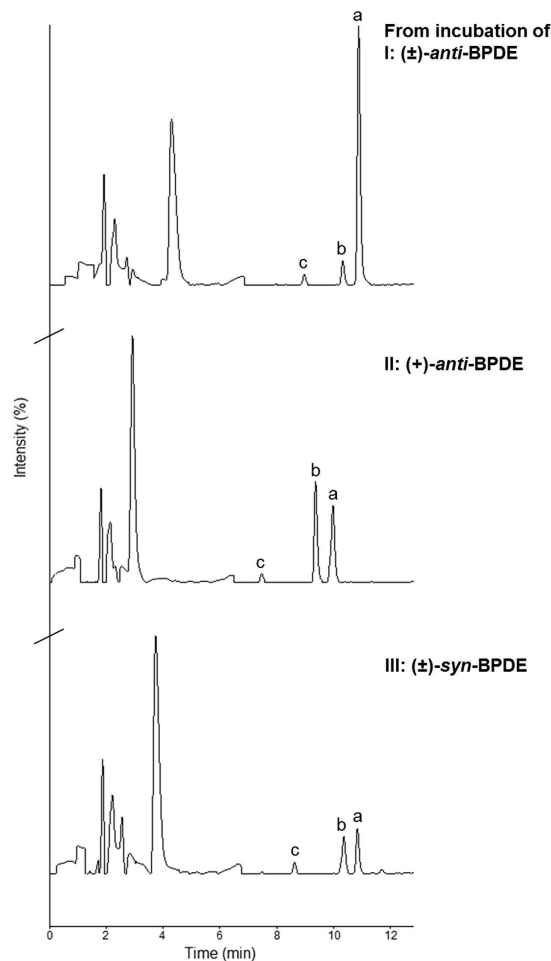 From incubation of
I: (±)-anti-BPDE
a
b
c
II: (+)-anti-BPDE
b
a
c
III: (±)-syn-BPDE
a
b
c
Intensity (%)
0 2 4 6 8 10 12
Time (min)